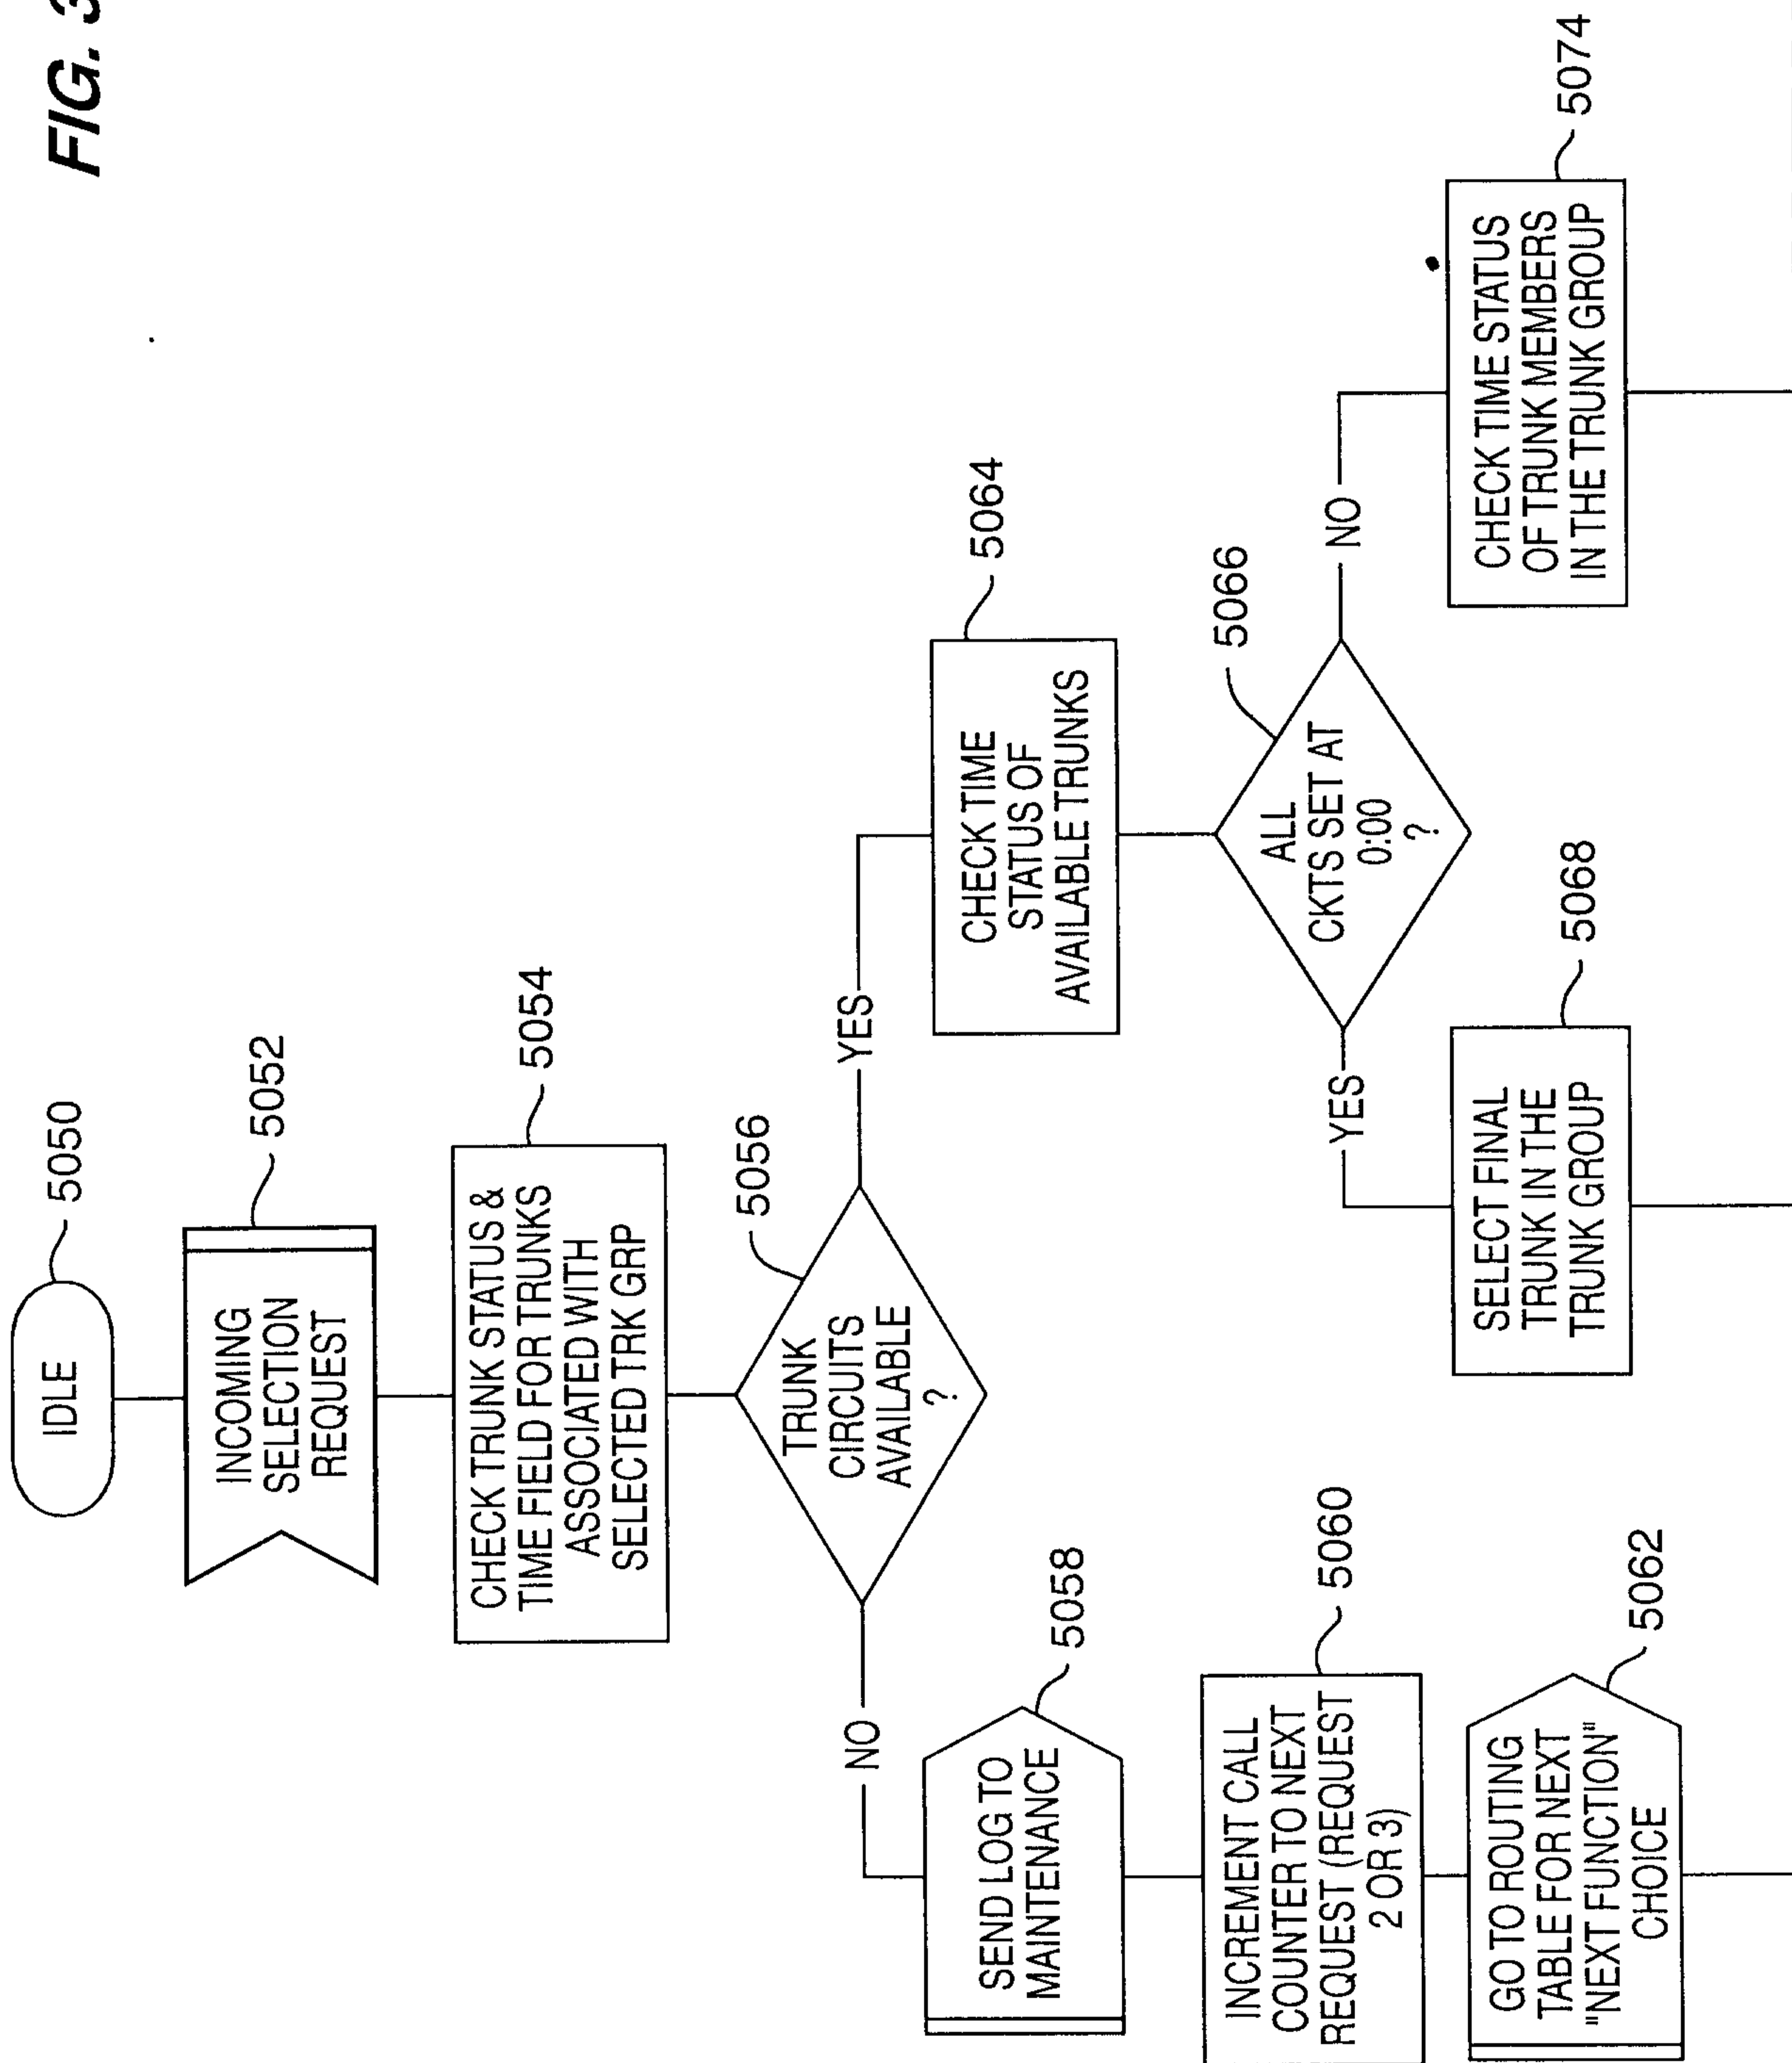 FIG. 3
IDLE
5050
INCOMING
SELECTION
REQUEST
5052
CHECK TRUNK STATUS &
TIME FIELD FOR TRUNKS
ASSOCIATED WITH
SELECTED TRK GRP
5054
TRUNK
CIRCUITS
AVAILABLE
?
5056
NO
YES
SEND LOG TO
MAINTENANCE
5058
INCREMENT CALL
COUNTER TO NEXT
REQUEST (REQUEST
2 OR 3)
5060
GO TO ROUTING
TABLE FOR NEXT
"NEXT FUNCTION"
CHOICE
5062
CHECK TIME
STATUS OF
AVAILABLE TRUNKS
5064
ALL
CKTS SET AT
0:00
?
5066
YES
NO
SELECT FINAL
TRUNK IN THE
TRUNK GROUP
5068
CHECK TIME STATUS
OF TRUNK MEMBERS
IN THE TRUNK GROUP
5074